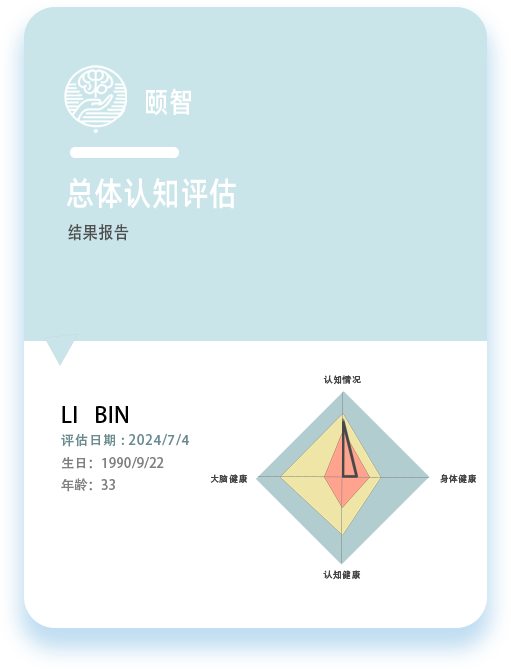 颐智
总体认知评估
结果报告
LI BIN
评估日期：2024/7/4
生日：1990/9/22
年龄：33
认知情况
大脑健康
身体健康
认知健康